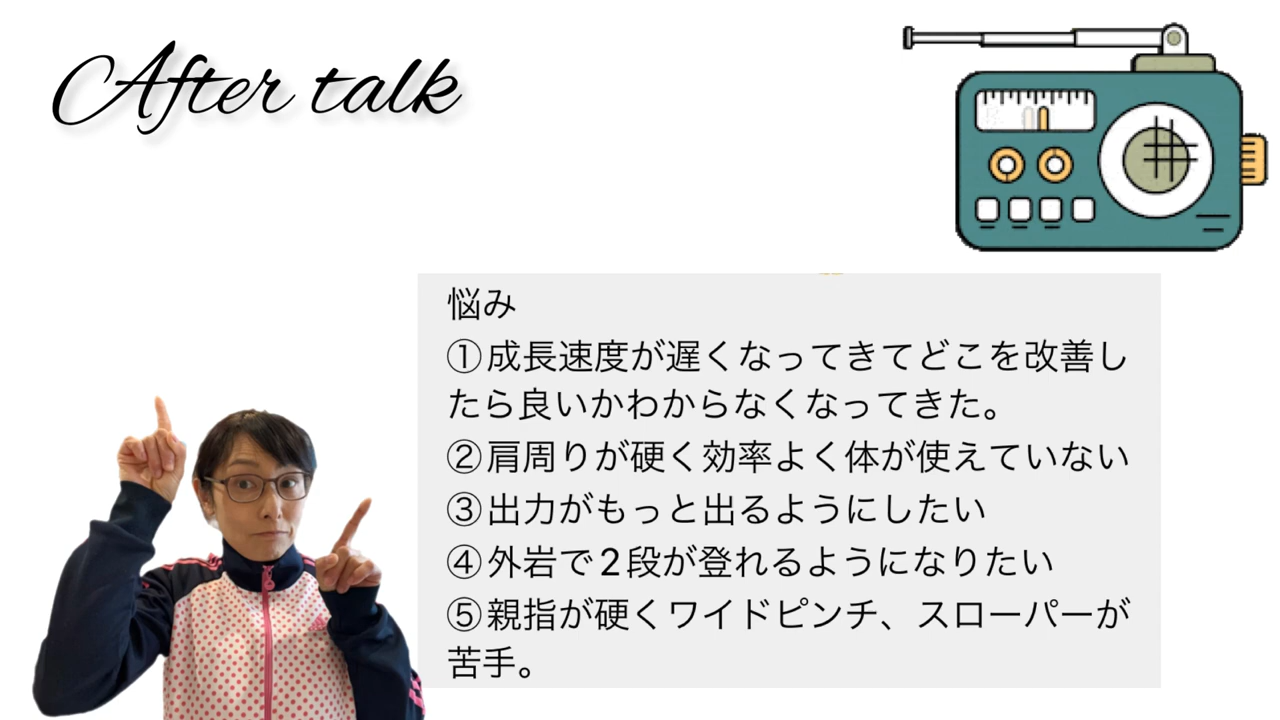 After talk
悩み
①成長速度が遅くなってきてどこを改善し
たら良いかわからなくなってきた。
②肩周りが硬く効率よく体が使えていない
③出力がもっと出るようにしたい
④外岩で2段が登れるようになりたい
⑤親指が硬くワイドピンチ、スローパーが
苦手。